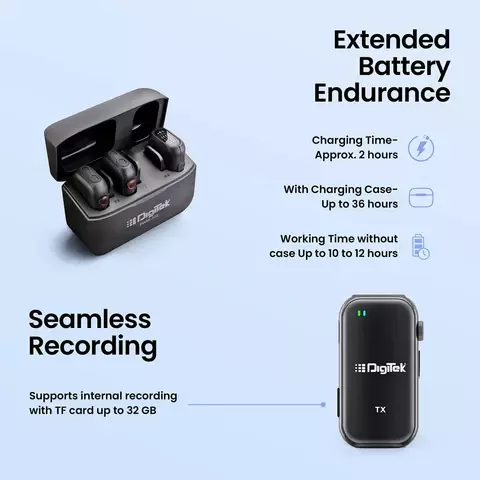 Extended
Battery
Endurance
Charging Time-
Approx. 2 hours
With Charging Case-
Up to 36 hours
Working Time without
case Up to 10 to 12 hours
DIGITEK
Seamless
Recording
Supports internal recording
with TF card up to 32 GB
DIGITEK
TX